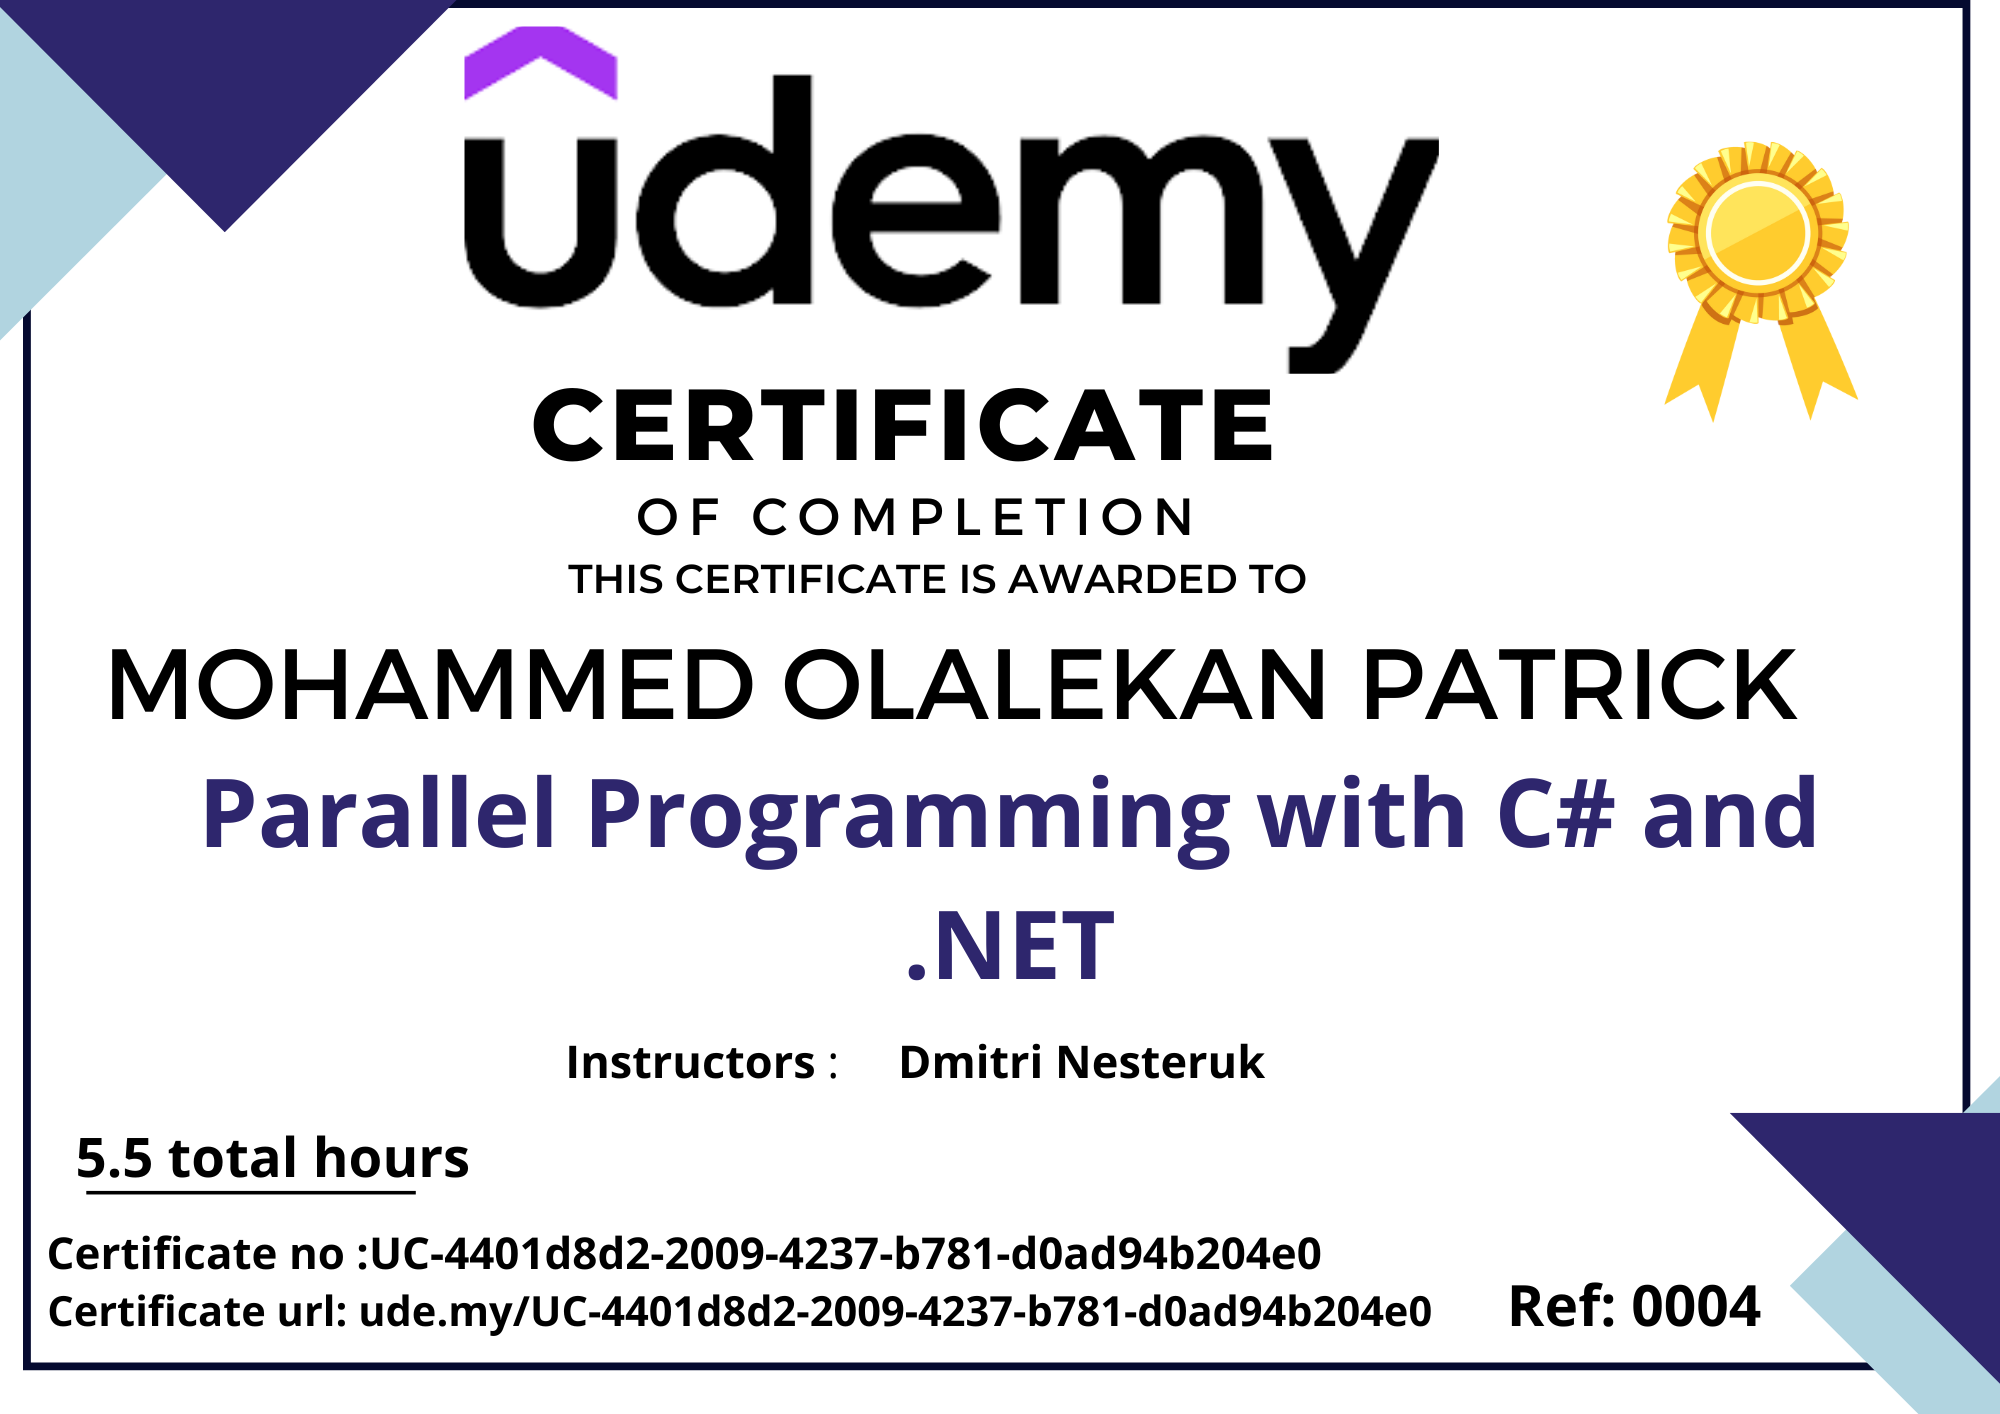 udemy
CERTIFICATE
OF COMPLETION
THIS CERTIFICATE IS AWARDED TO
MOHAMMED OLALEKAN PATRICK
Parallel Programming with C# and
.NET
Instructors : Dmitri Nesteruk
5.5 total hours
Certificate no :UC-4401d8d2-2009-4237-b781-d0ad94b204e0
Certificate url: ude.my/UC-4401d8d2-2009-4237-b781-d0ad94b204e0
Ref: 0004